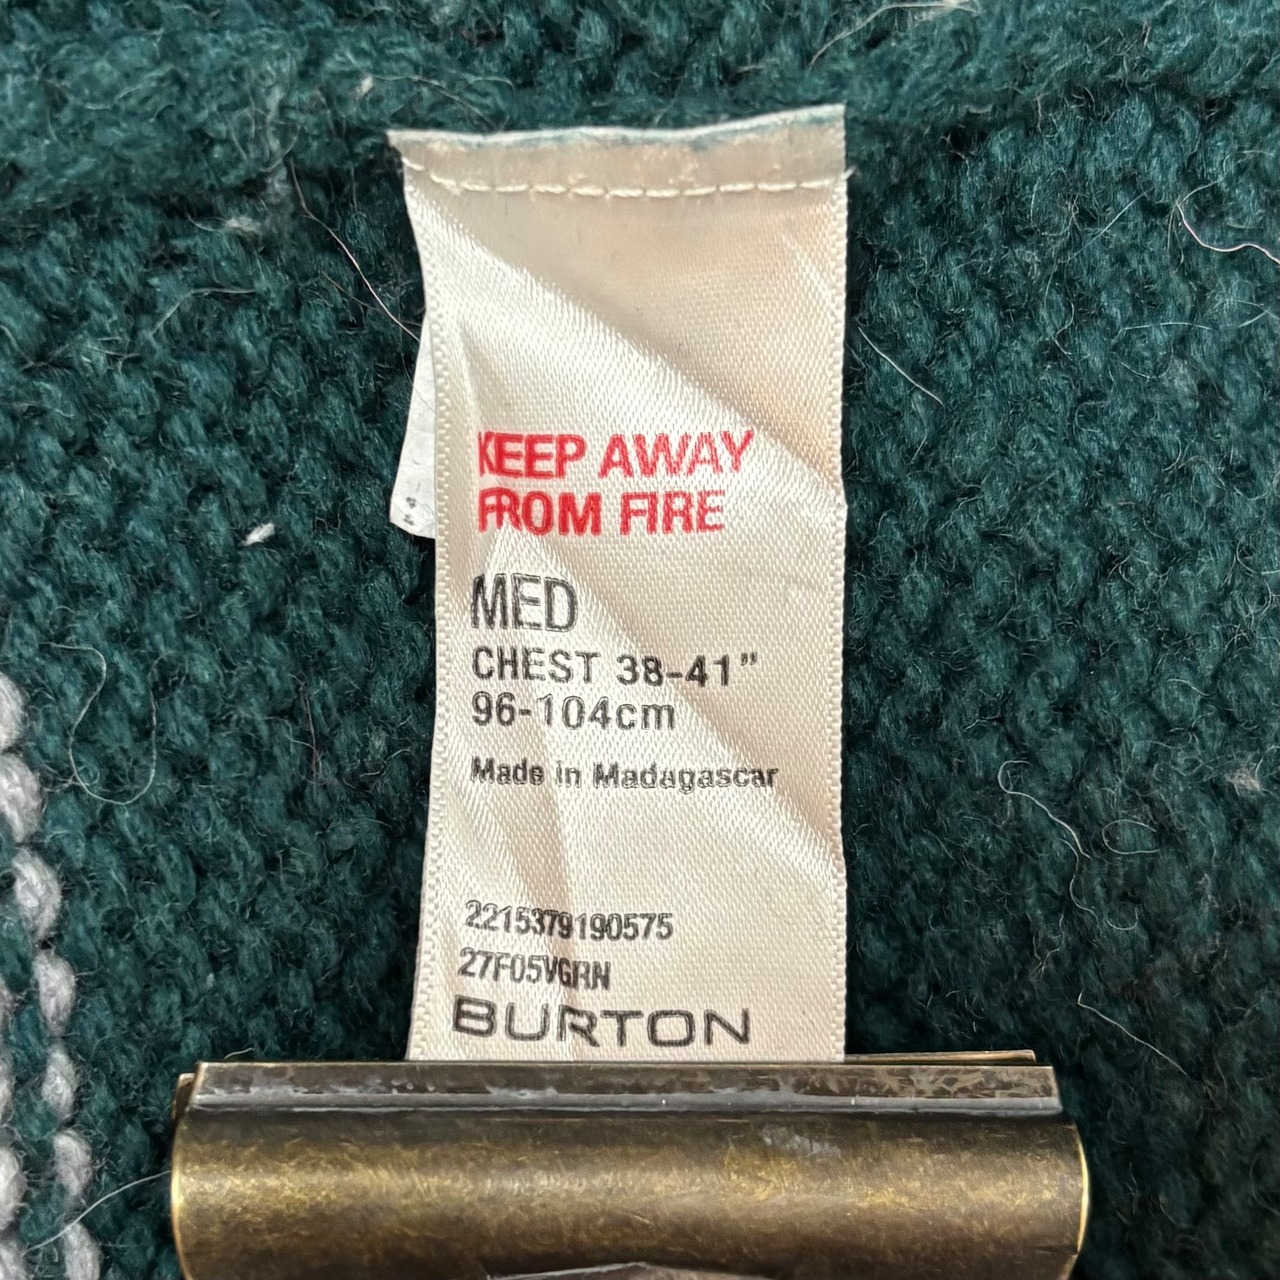 KEEP AWAY
FROM FIRE
MED
CHEST 38-41"
96-104cm
Made in Madagascar
2215379190575
27F05VGRN
BURTON